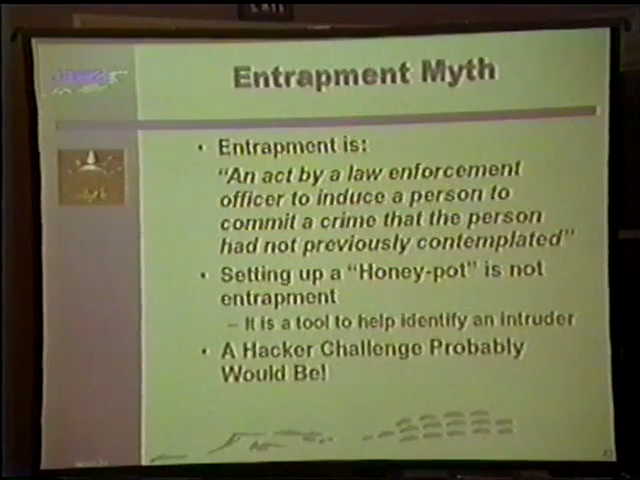 Entrapment Myth
• Entrapment is:
"An act by a law enforcement
officer to induce a person to
commit a crime that the person
had not previously contemplated"
• Setting up a "Honey-pot" is not
entrapment
– It is a tool to help identify an intruder
• A Hacker Challenge Probably
Would Be!